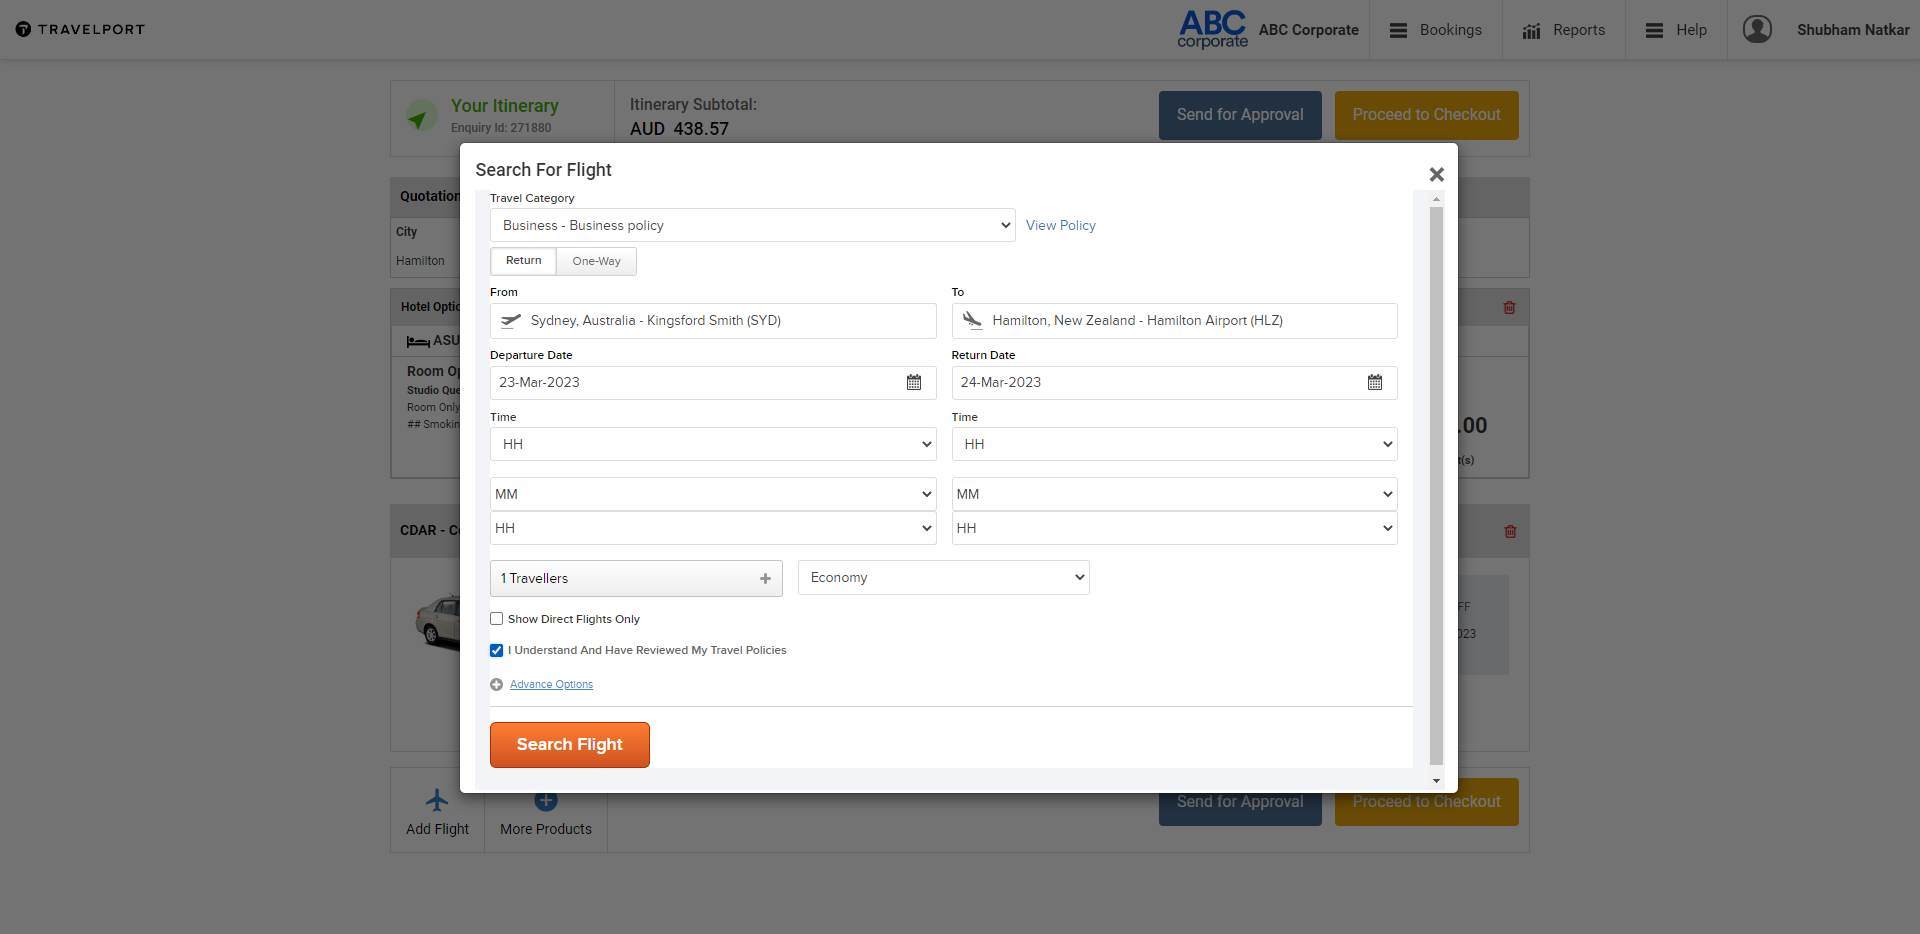 TRAVELPORT
ABC corporate
ABC Corporate
Bookings
Reports
Help
Shubham Natkar
Your Itinerary
Enquiry Id: 271880
Itinerary Subtotal:
AUD 438.57
Send for Approval
Proceed to Checkout
Search For Flight
Travel Category
Business - Business policy
View Policy
Return
One-Way
From
To
Sydney, Australia - Kingsford Smith (SYD)
Hamilton, New Zealand - Hamilton Airport (HLZ)
Departure Date
Return Date
23-Mar-2023
24-Mar-2023
Time
Time
HH
HH
MM
MM
HH
HH
1 Travellers
Economy
Show Direct Flights Only
I Understand And Have Reviewed My Travel Policies
Advance Options
Search Flight
Quotation
City
Hamilton
Hotel Optio
ASU
Room Op
Studio Que
Room Only
## Smokin
.00
t(s)
CDAR - Co
FF
023
Add Flight
More Products
Send for Approval
Proceed to Checkout